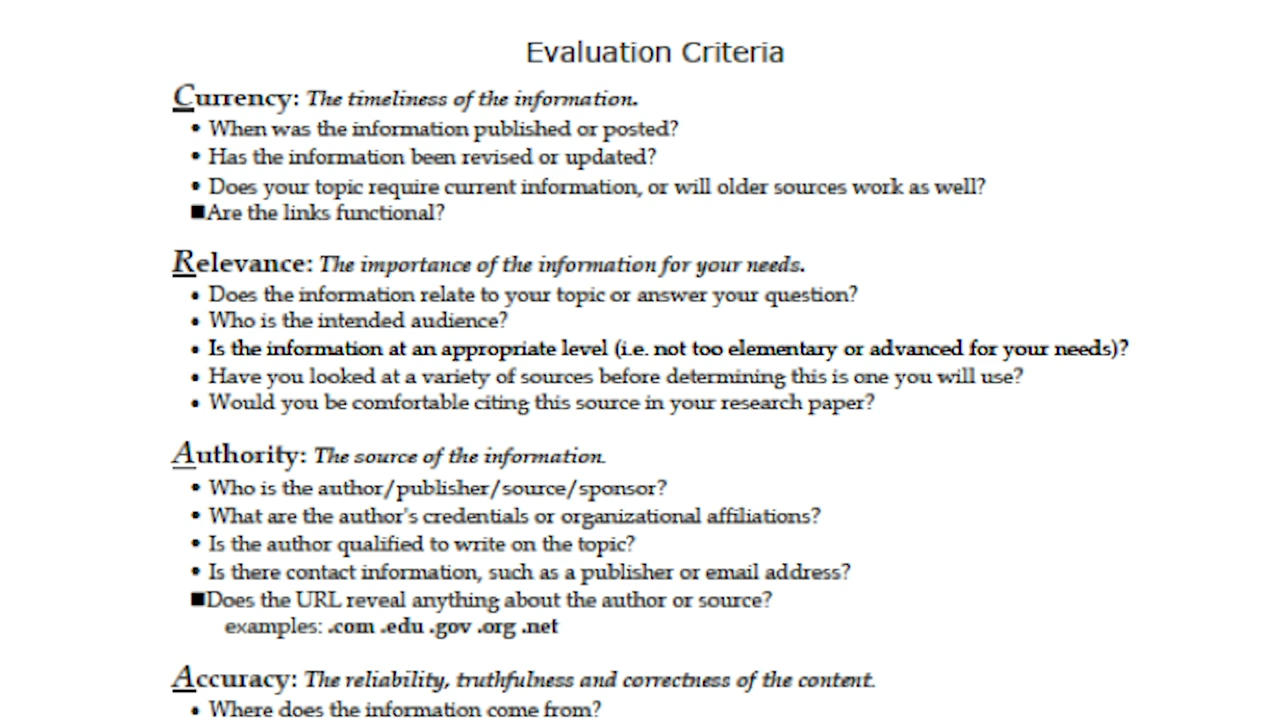 Evaluation Criteria
Currency: The timeliness of the information.
• When was the information published or posted?
• Has the information been revised or updated?
• Does your topic require current information, or will older sources work as well?
■Are the links functional?
Relevance: The importance of the information for your needs.
• Does the information relate to your topic or answer your question?
• Who is the intended audience?
• Is the information at an appropriate level (i.e. not too elementary or advanced for your needs)?
• Have you looked at a variety of sources before determining this is one you will use?
• Would you be comfortable citing this source in your research paper?
Authority: The source of the information.
• Who is the author/publisher/source/sponsor?
• What are the author's credentials or organizational affiliations?
• Is the author qualified to write on the topic?
• Is there contact information, such as a publisher or email address?
■Does the URL reveal anything about the author or source?
examples: .com .edu .gov .org .net
Accuracy: The reliability, truthfulness and correctness of the content.
• Where does the information come from?